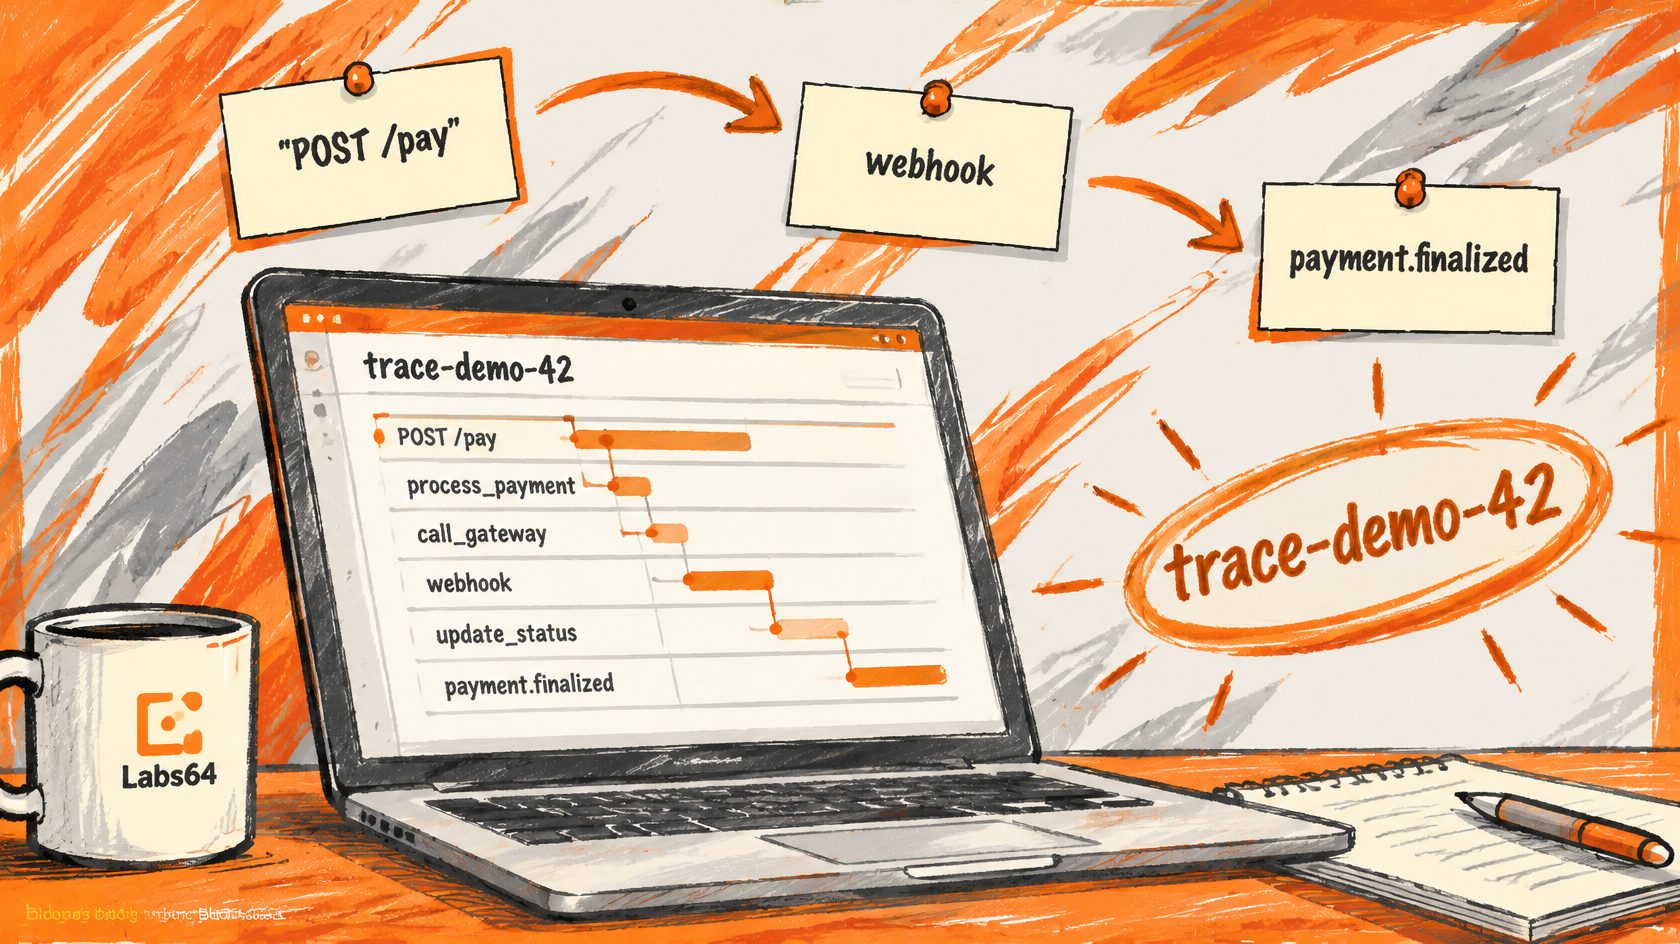 "POST /pay"
webhook
payment.finalized
trace-demo-42
POST /pay
process_payment
call_gateway
webhook
update_status
payment.finalized
trace-demo-42
Labs64